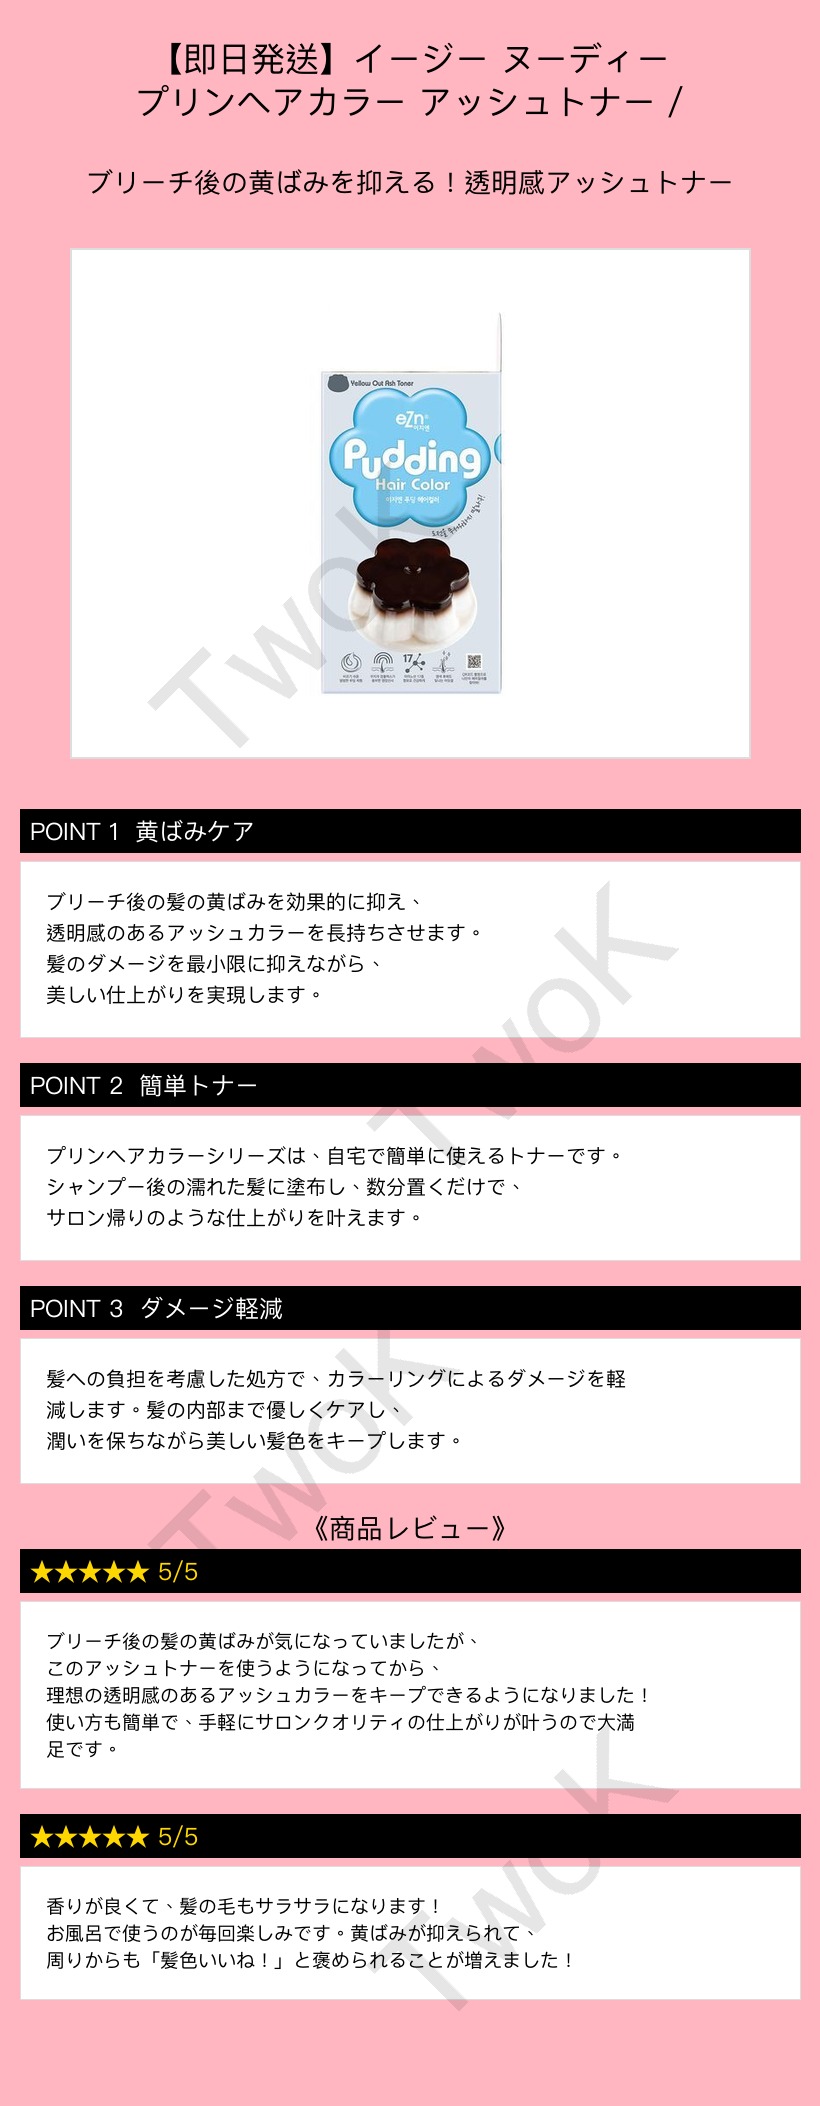 【即日発送】イージー ヌーディー
プリンヘアカラー アッシュトナー /
ブリーチ後の黄ばみを抑える！透明感アッシュトナー
Yellow Out Ash Toner
eZn®
이지엔
Pudding
Hair Color
이지엔 푸딩 헤어컬러
17
TwoK
POINT 1 黄ばみケア
ブリーチ後の髪の黄ばみを効果的に抑え、
透明感のあるアッシュカラーを長持ちさせます。
髪のダメージを最小限に抑えながら、
美しい仕上がりを実現します。
TwoK
POINT 2 簡単トナー
プリンヘアカラーシリーズは、自宅で簡単に使えるトナーです。
シャンプー後の濡れた髪に塗布し、数分置くだけで、
サロン帰りのような仕上がりを叶えます。
POINT 3 ダメージ軽減
髪への負担を考慮した処方で、カラーリングによるダメージを軽
減します。髪の内部まで優しくケアし、
潤いを保ちながら美しい髪色をキープします。
TwoK
《商品レビュー》
★★★★★ 5/5
ブリーチ後の髪の黄ばみが気になっていましたが、
このアッシュトナーを使うようになってから、
理想の透明感のあるアッシュカラーをキープできるようになりました！
使い方も簡単で、手軽にサロンクオリティの仕上がりが叶うので大満
足です。
★★★★★ 5/5
香りが良くて、髪の毛もサラサラになります！
お風呂で使うのが毎回楽しみです。黄ばみが抑えられて、
周りからも「髪色いいね！」と褒められることが増えました！
TwoK